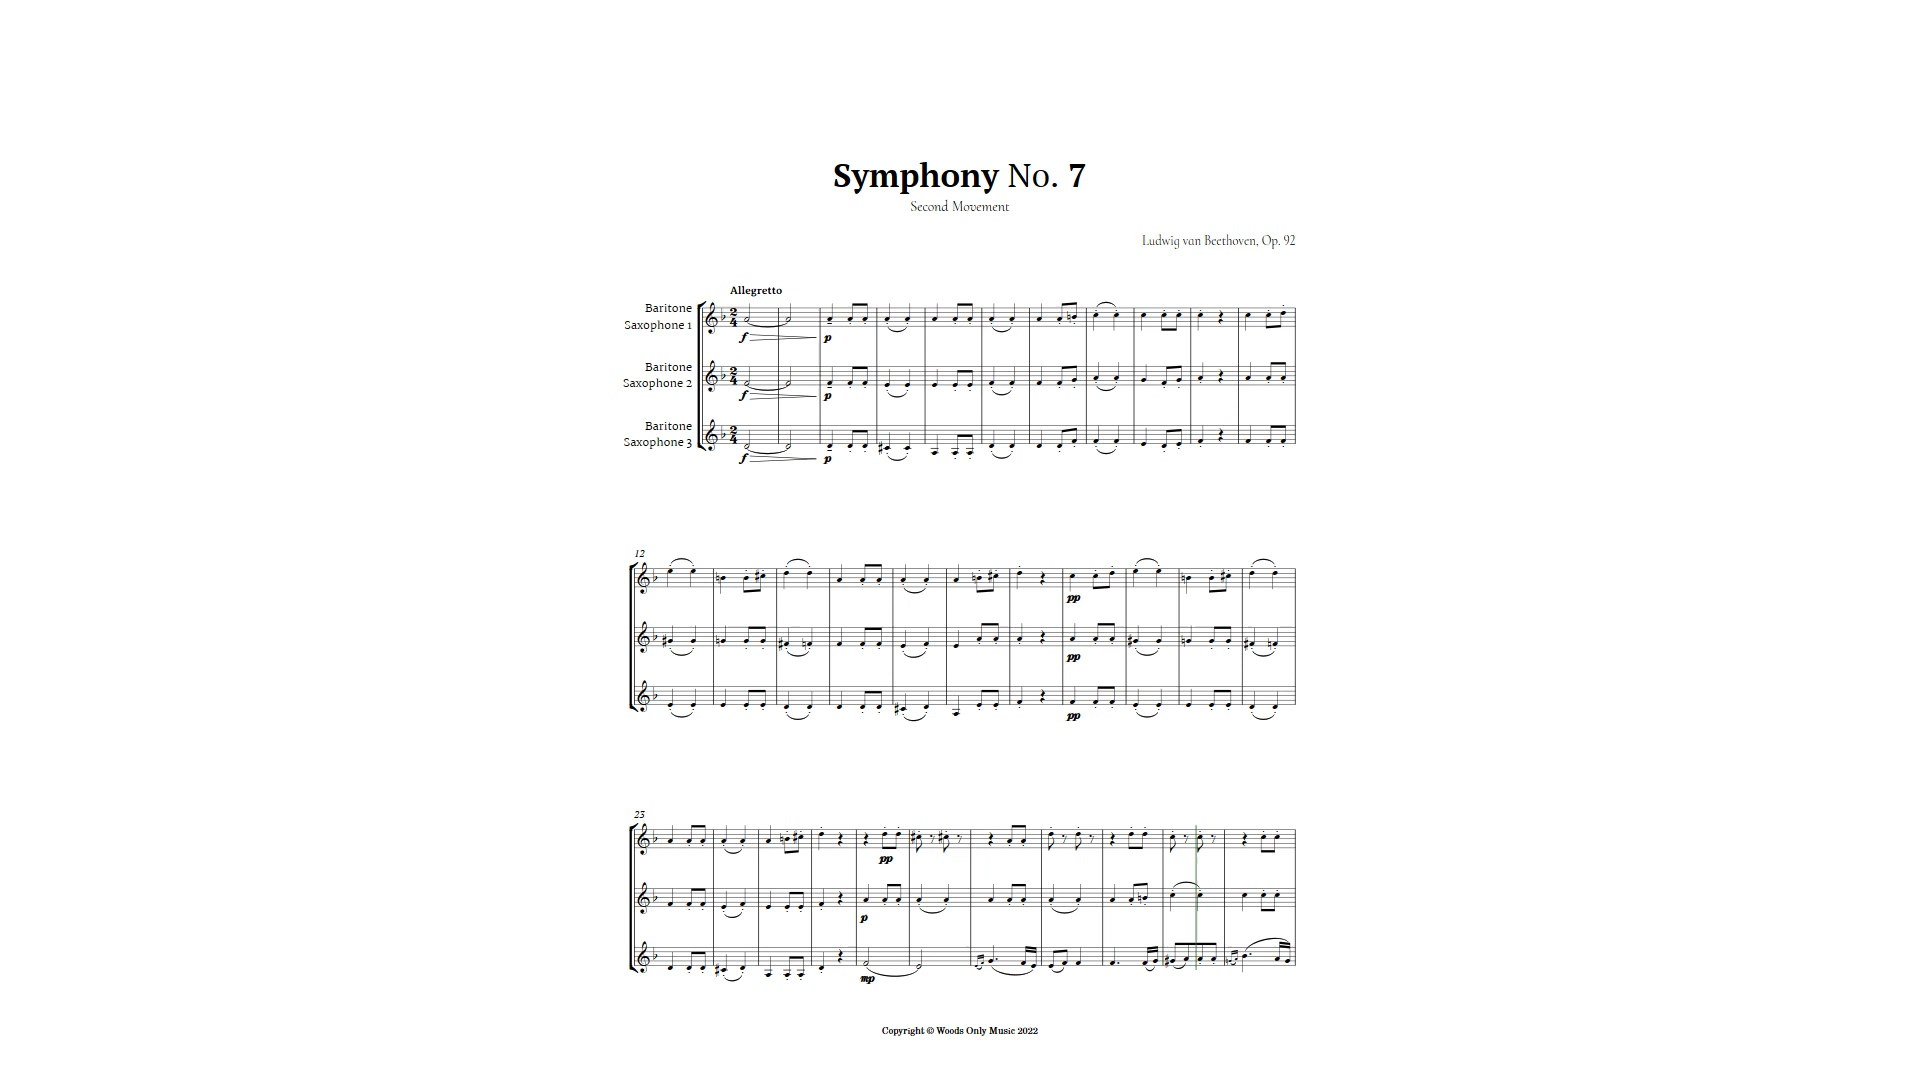 Symphony No. 7
Second Movement
Ludwig van Beethoven, Op. 92
Allegretto
Baritone
Saxophone 1
f p
Baritone
Saxophone 2
f p
Baritone
Saxophone 3
f p
12
pp
pp
pp
23
pp
p
mp
Copyright © Woods Only Music 2022